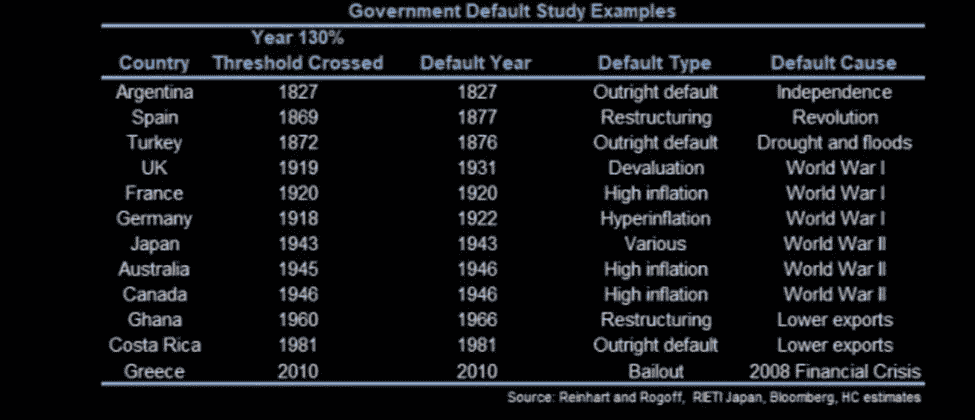 Government Default Study Examples
Year 130%
Country Threshold Crossed Default Year Default Type Default Cause
Argentina 1827 1827 Outright default Independence
Spain 1869 1877 Restructuring Revolution
Turkey 1872 1876 Outright default Drought and floods
UK 1919 1931 Devaluation World War I
France 1920 1920 High inflation World War I
Germany 1918 1922 Hyperinflation World War I
Japan 1943 1943 Various World War II
Australia 1945 1946 High inflation World War II
Canada 1946 1946 High inflation World War II
Ghana 1960 1966 Restructuring Lower exports
Costa Rica 1981 1981 Outright default Lower exports
Greece 2010 2010 Bailout 2008 Financial Crisis
Source: Reinhart and Rogoff, RIETI Japan, Bloomberg, HC estimates